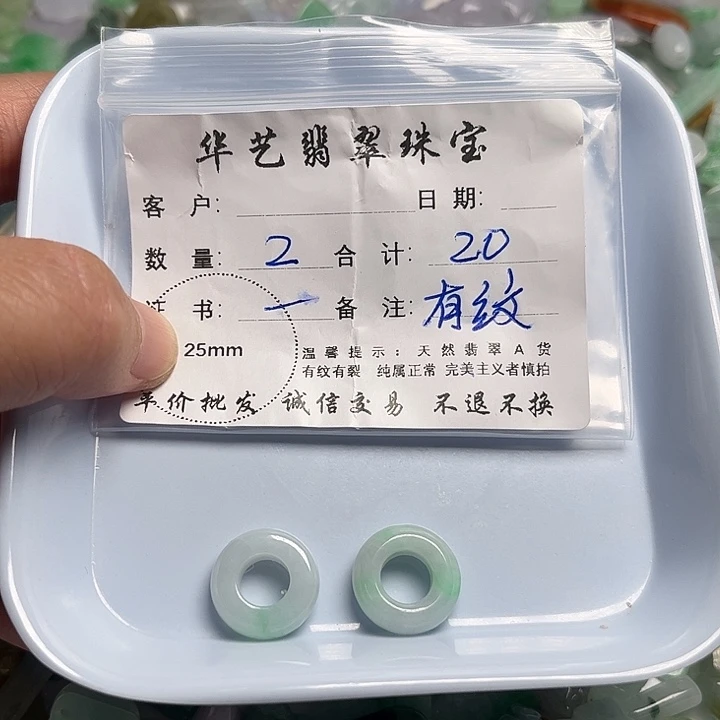 华艺翡翠珠宝
客 户: 日 期:
数 量: 2 合 计: 20
证 书: 一 备 注: 有纹
25mm 温馨提示：天然翡翠A货
有纹有裂 纯属正常 完美主义者慎拍
平价批发 诚信交易 不退不换